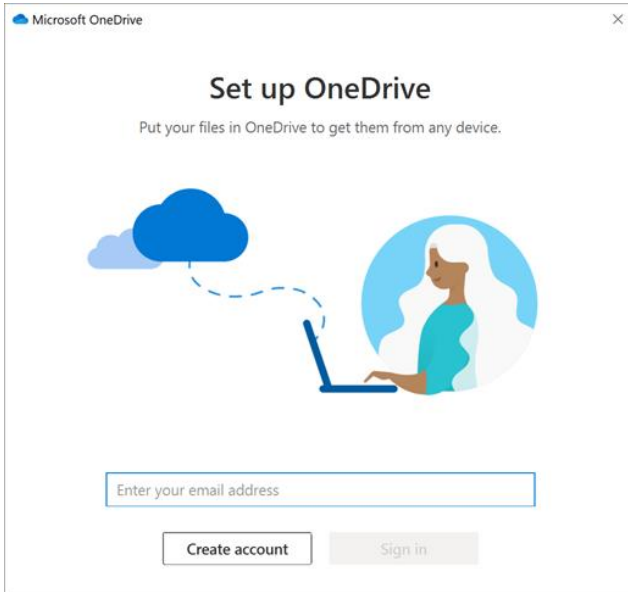 Microsoft OneDrive
Set up OneDrive
Put your files in OneDrive to get them from any device.
Enter your email address
Create account
Sign in